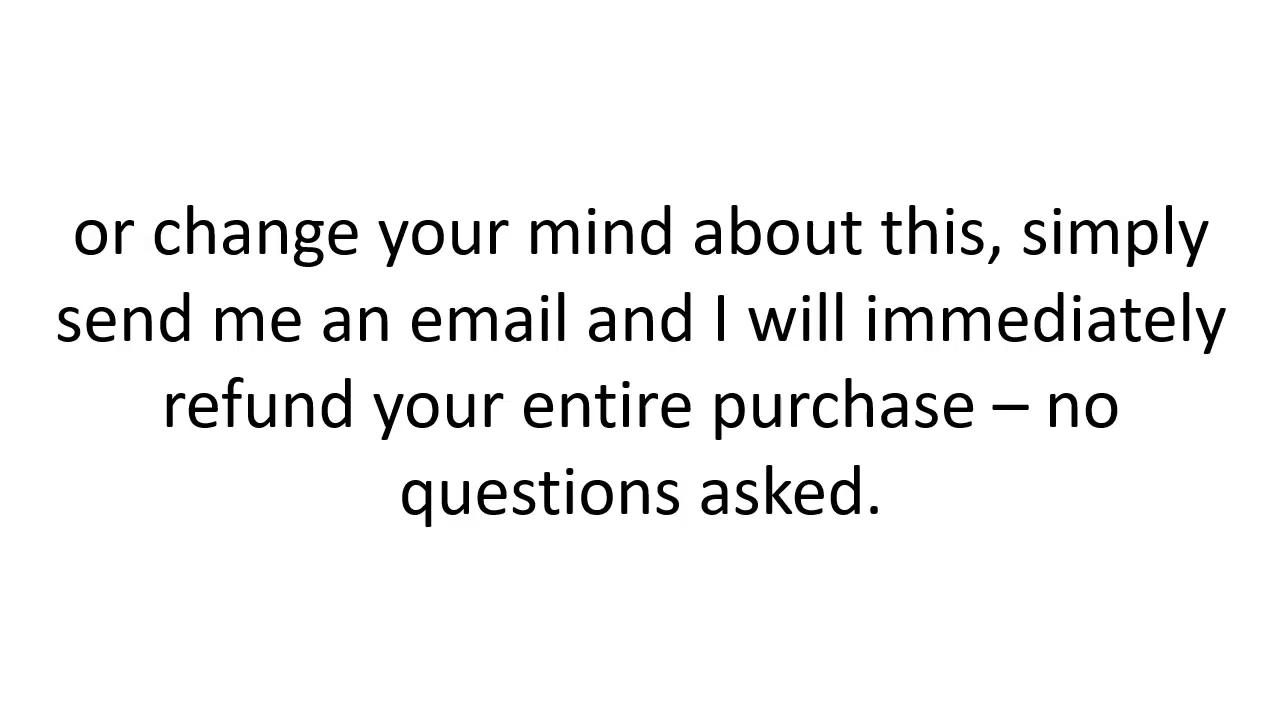 or change your mind about this, simply
send me an email and I will immediately
refund your entire purchase – no
questions asked.